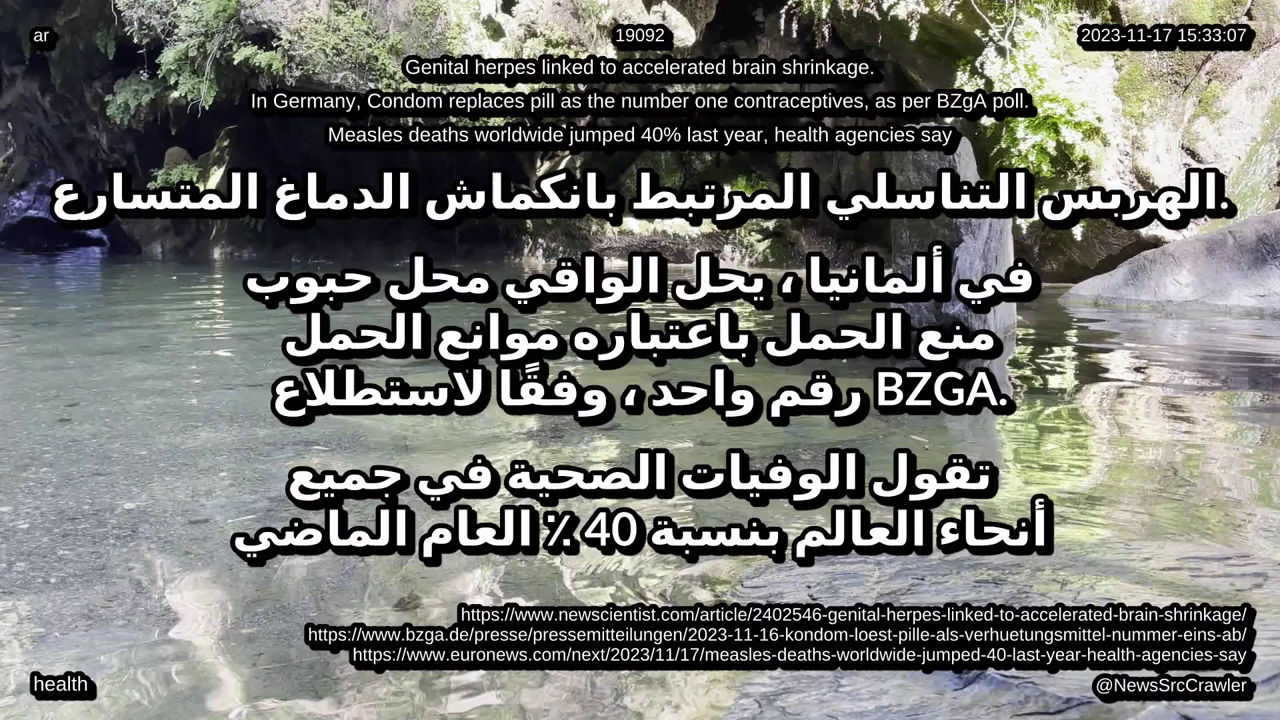 ar
19092
2023-11-17 15:33:07
Genital herpes linked to accelerated brain shrinkage.
In Germany, Condom replaces pill as the number one contraceptives, as per BZgA poll.
Measles deaths worldwide jumped 40% last year, health agencies say
الهربس التناسلي المرتبط بانكماش الدماغ المتسارع.
في ألمانيا ، يحل الواقي محل حبوب
منع الحمل باعتباره موانع الحمل
رقم واحد ، وفقًا لاستطلاع BZGA.
تقول الوفيات الصحية في جميع
أنحاء العالم بنسبة 40 ٪ العام الماضي
https://www.newscientist.com/article/2402546-genital-herpes-linked-to-accelerated-brain-shrinkage/
https://www.bzga.de/presse/pressemitteilungen/2023-11-16-kondom-loest-pille-als-verhuetungsmittel-nummer-eins-ab/
https://www.euronews.com/next/2023/11/17/measles-deaths-worldwide-jumped-40-last-year-health-agencies-say
health
@NewsSrcCrawler